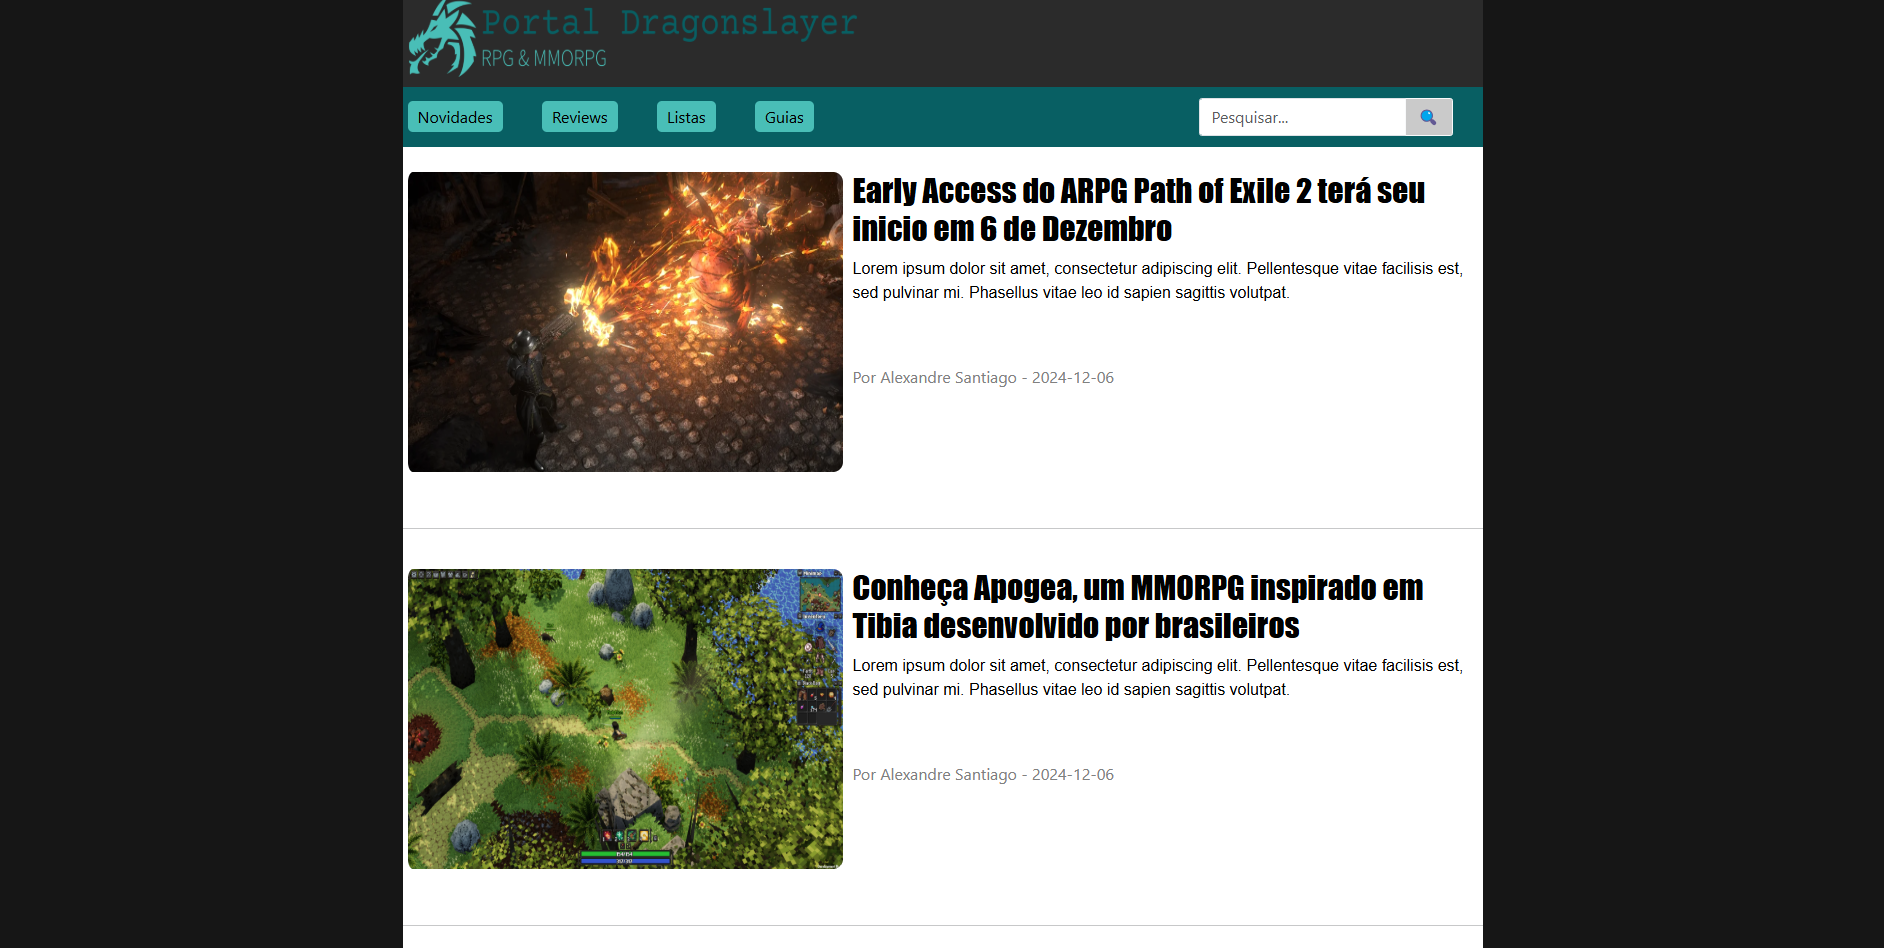 Portal Dragonslayer
RPG & MMORPG
Novidades
Reviews
Listas
Guias
Pesquisar...
Early Access do ARPG Path of Exile 2 terá seu
inicio em 6 de Dezembro
Lorem ipsum dolor sit amet, consectetur adipiscing elit. Pellentesque vitae facilisis est,
sed pulvinar mi. Phasellus vitae leo id sapien sagittis volutpat.
Por Alexandre Santiago - 2024-12-06
Conheça Apogea, um MMORPG inspirado em
Tibia desenvolvido por brasileiros
Lorem ipsum dolor sit amet, consectetur adipiscing elit. Pellentesque vitae facilisis est,
sed pulvinar mi. Phasellus vitae leo id sapien sagittis volutpat.
Por Alexandre Santiago - 2024-12-06